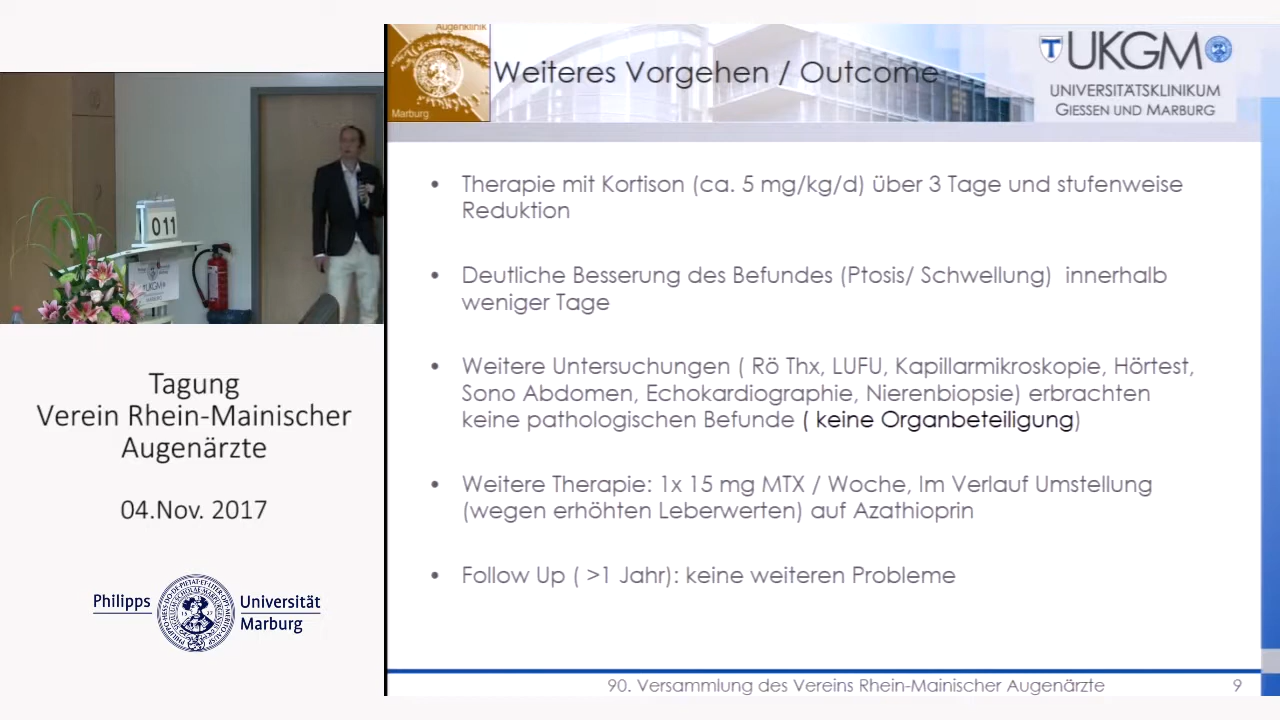 Augenklinik
Marburg
Weiteres Vorgehen / Outcome
UKGM
UNIVERSITÄTSKLINIKUM
GIESSEN UND MARBURG
• Therapie mit Kortison (ca. 5 mg/kg/d) über 3 Tage und stufenweise
Reduktion
• Deutliche Besserung des Befundes (Ptosis/ Schwellung)  innerhalb
weniger Tage
• Weitere Untersuchungen ( Rö Thx, LUFU, Kapillarmikroskopie, Hörtest,
Sono Abdomen, Echokardiographie, Nierenbiopsie) erbrachten
keine pathologischen Befunde ( keine Organbeteiligung)
• Weitere Therapie: 1x 15 mg MTX / Woche, Im Verlauf Umstellung
(wegen erhöhten Leberwerten) auf Azathioprin
• Follow Up ( >1 Jahr): keine weiteren Probleme
90. Versammlung des Vereins Rhein-Mainischer Augenärzte
9
011
UKGM
Tagung
Verein Rhein-Mainischer
Augenärzte
04.Nov. 2017
Philipps Universität
Marburg